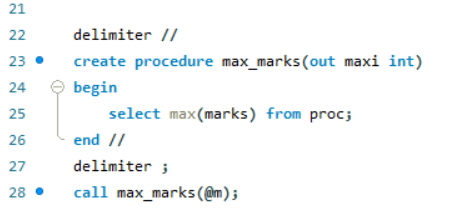 21
22 delimiter //
23 create procedure max_marks(out maxi int)
24 begin
25 select max(marks) from proc;
26 end //
27 delimiter ;
28 call max_marks(@m);